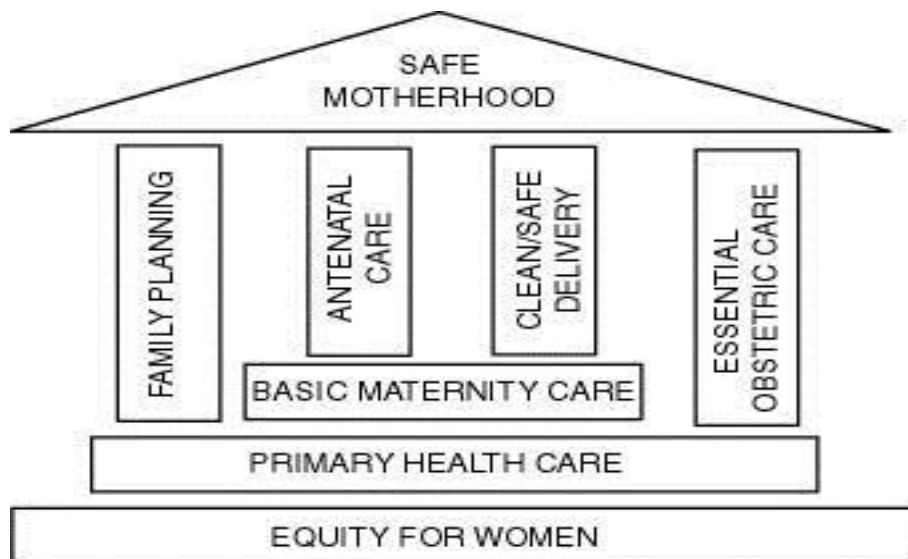 SAFE
MOTHERHOOD
FAMILY PLANNING
ANTENATAL
CARE
CLEAN/SAFE
DELIVERY
ESSENTIAL
OBSTETRIC CARE
BASIC MATERNITY CARE
PRIMARY HEALTH CARE
EQUITY FOR WOMEN